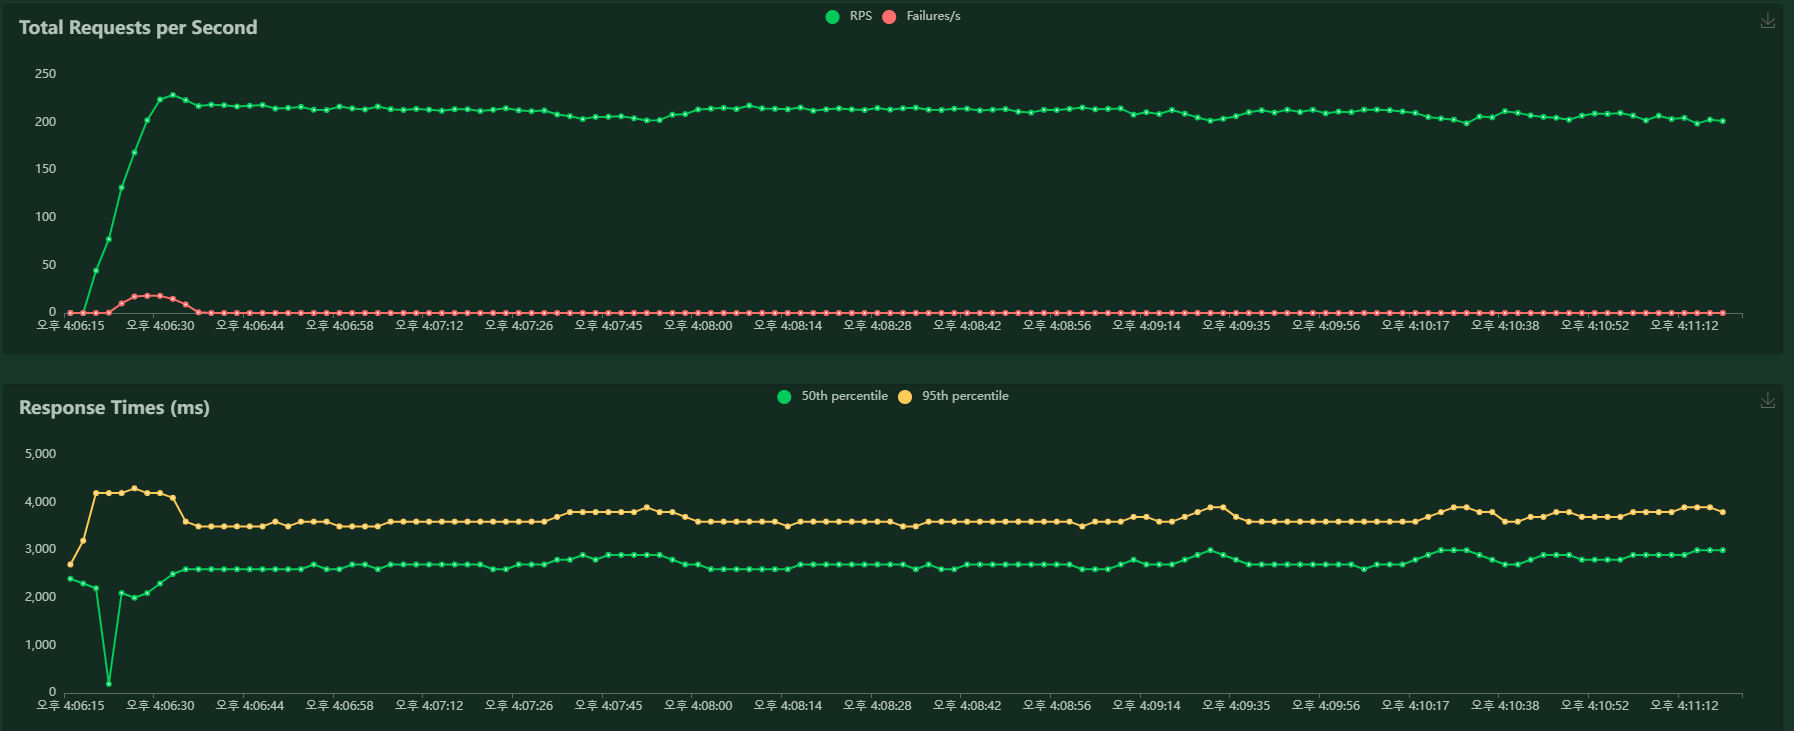 Total Requests per Second
RPS Failures/s
250
200
150
100
50
0
오후 4:06:15 오후 4:06:30 오후 4:06:44 오후 4:06:58 오후 4:07:12 오후 4:07:26 오후 4:07:45 오후 4:08:00 오후 4:08:14 오후 4:08:28 오후 4:08:42 오후 4:08:56 오후 4:09:14 오후 4:09:35 오후 4:09:56 오후 4:10:17 오후 4:10:38 오후 4:10:52 오후 4:11:12
Response Times (ms)
50th percentile 95th percentile
5,000
4,000
3,000
2,000
1,000
0
오후 4:06:15 오후 4:06:30 오후 4:06:44 오후 4:06:58 오후 4:07:12 오후 4:07:26 오후 4:07:45 오후 4:08:00 오후 4:08:14 오후 4:08:28 오후 4:08:42 오후 4:08:56 오후 4:09:14 오후 4:09:35 오후 4:09:56 오후 4:10:17 오후 4:10:38 오후 4:10:52 오후 4:11:12